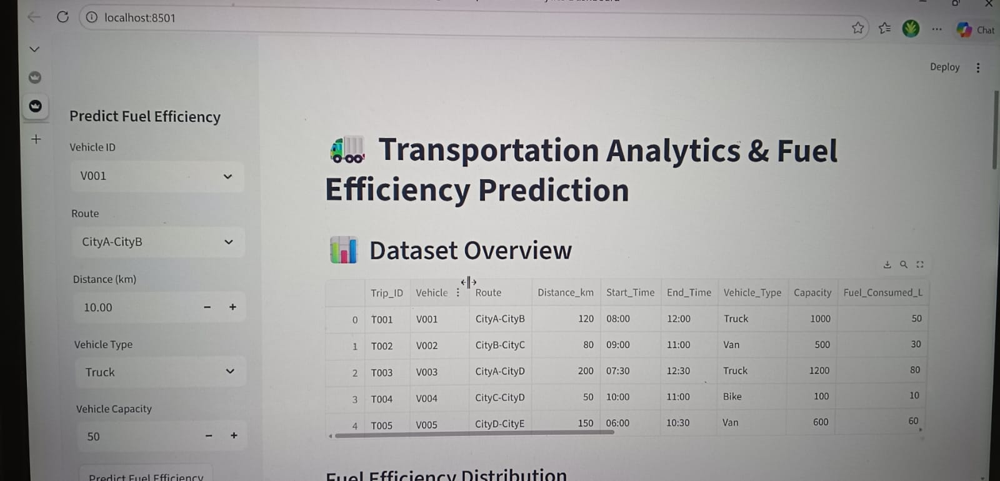 localhost:8501
Chat
Deploy
Predict Fuel Efficiency
Vehicle ID
V001
Route
CityA-CityB
Distance (km)
10.00
Vehicle Type
Truck
Vehicle Capacity
50
Predict Fuel Efficiency
Transportation Analytics & Fuel
Efficiency Prediction
Dataset Overview
Trip_ID Vehicle Route Distance_km Start_Time End_Time Vehicle_Type Capacity Fuel_Consumed_L
0 T001 V001 CityA-CityB 120 08:00 12:00 Truck 1000 50
1 T002 V002 CityB-CityC 80 09:00 11:00 Van 500 30
2 T003 V003 CityA-CityD 200 07:30 12:30 Truck 1200 80
3 T004 V004 CityC-CityD 50 10:00 11:00 Bike 100 10
4 T005 V005 CityD-CityE 150 06:00 10:30 Van 600 60
Fuel Efficiency Distribution